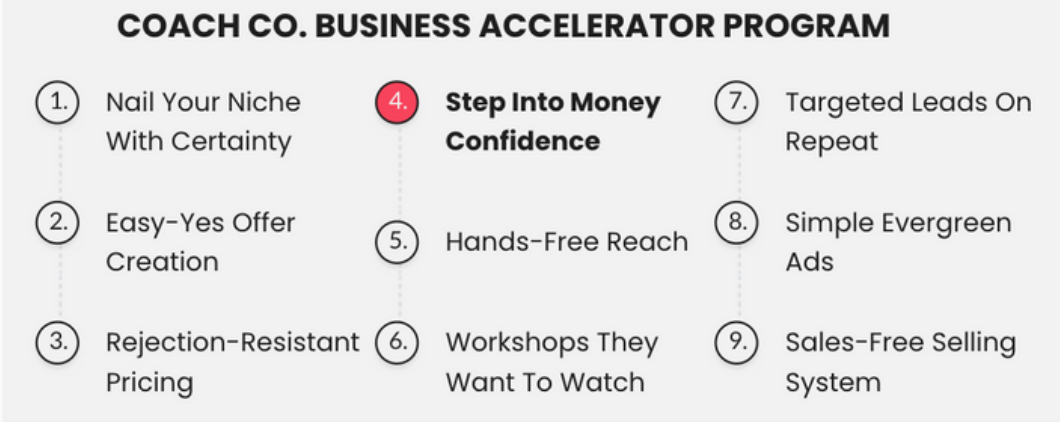 COACH CO. BUSINESS ACCELERATOR PROGRAM
1. Nail Your Niche
With Certainty
2. Easy-Yes Offer
Creation
3. Rejection-Resistant
Pricing
4. Step Into Money
Confidence
5. Hands-Free Reach
6. Workshops They
Want To Watch
7. Targeted Leads On
Repeat
8. Simple Evergreen
Ads
9. Sales-Free Selling
System